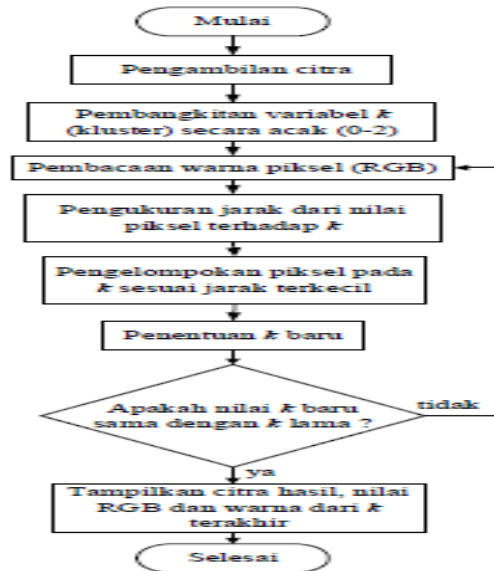 Mulai
Pengambilan citra
Pembangkitan variabel k
(kluster) secara acak (0-2)
Pembacaan warna piksel (RGB)
Pengukuran jarak dari nilai
piksel terhadap k
Pengelompokan piksel pada
k sesuai jarak terkecil
Penentuan k baru
Apakah nilai k baru
sama dengan k lama ?
tidak
ya
Tampilkan citra hasil, nilai
RGB dan warna dari k
terakhir
Selesai